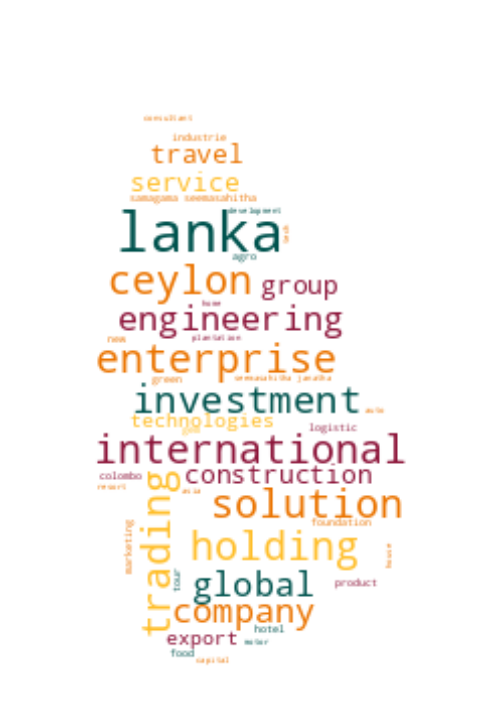 consultant
industrie
travel
service
samagama seemasahitha
development
lanka
tech
agro
ceylon group
home
engineering
plantation
new
enterprise
green seemasahitha janatha
investment auto
technologies
logistic
international
colombo construction
resort asia
trading
solution
foundation
marketing
holding
house
tour
global product
company
hotel
export motor
food
capital